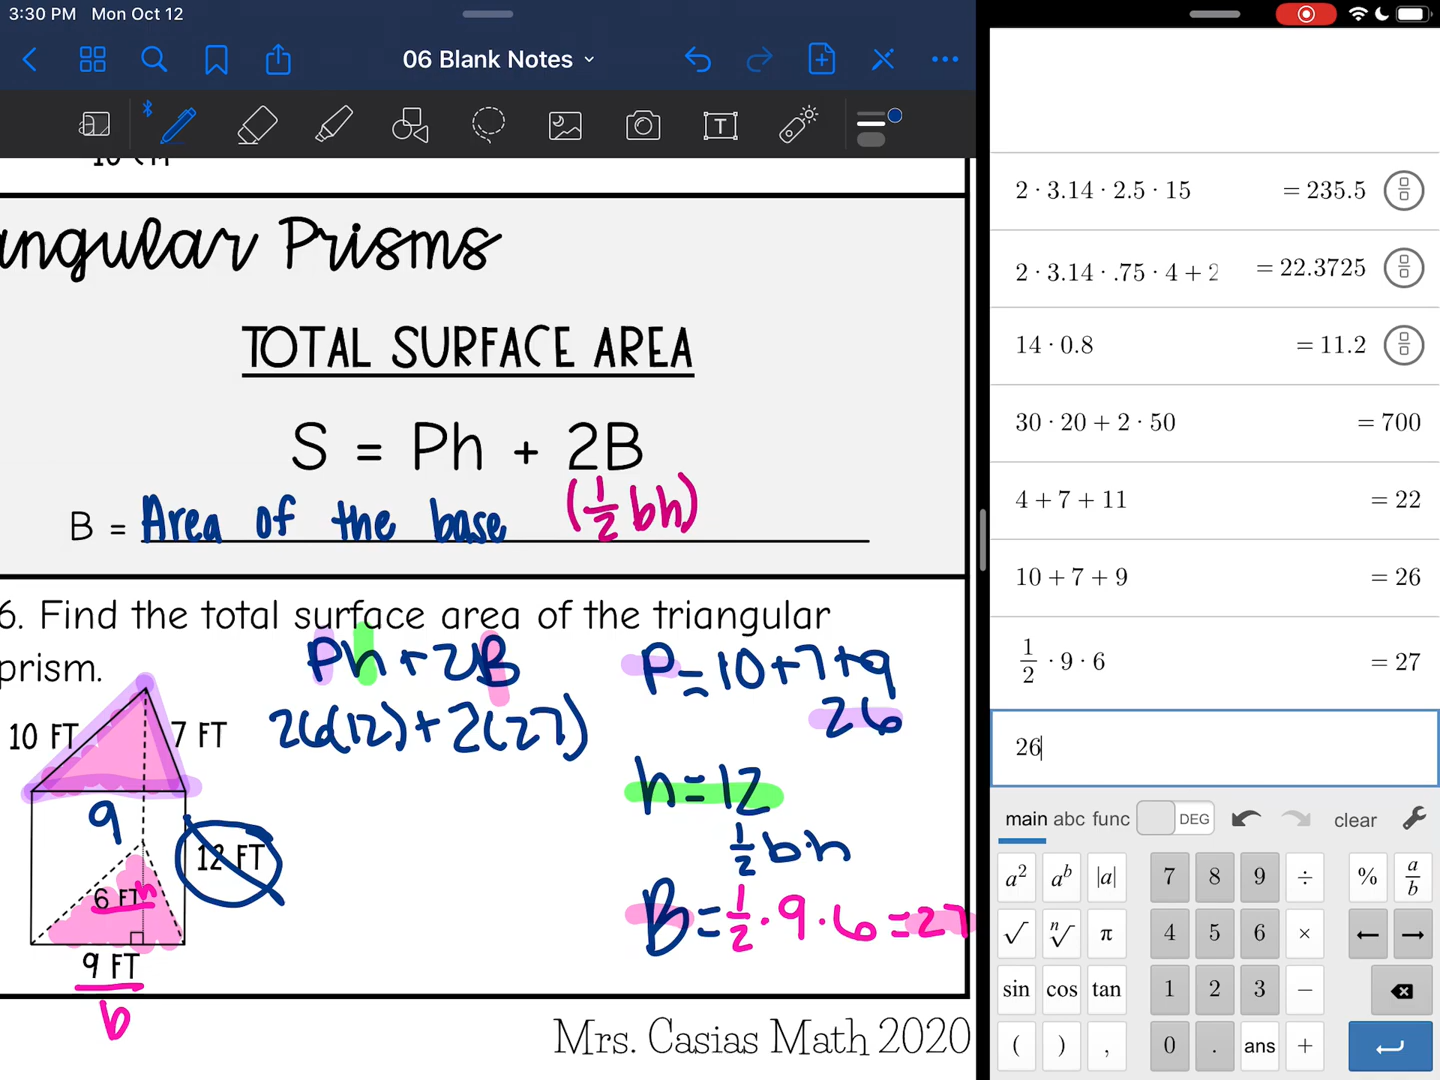 3:30 PM Mon Oct 12
06 Blank Notes
T
angular Prisms
TOTAL SURFACE AREA
S = Ph + 2B
B = Area of the base (1/2 bh)
6. Find the total surface area of the triangular
prism.
Ph + 2B
26(12) + 2(27)
P = 10+7+9
26
h = 12
1/2 b·h
B = 1/2 · 9 · 6 = 27
10 FT
7 FT
9
12 FT
6 FT h
9 FT
b
Mrs. Casias Math 2020
2 · 3.14 · 2.5 · 15 = 235.5
2 · 3.14 · .75 · 4 + 2 = 22.3725
14 · 0.8 = 11.2
30 · 20 + 2 · 50 = 700
4 + 7 + 11 = 22
10 + 7 + 9 = 26
1/2 · 9 · 6 = 27
26
main abc func DEG clear
a² aᵇ |a| 7 8 9 ÷ % a/b
√ ⁿ√ π 4 5 6 × ← →
sin cos tan 1 2 3 −
( ) , 0 . ans +